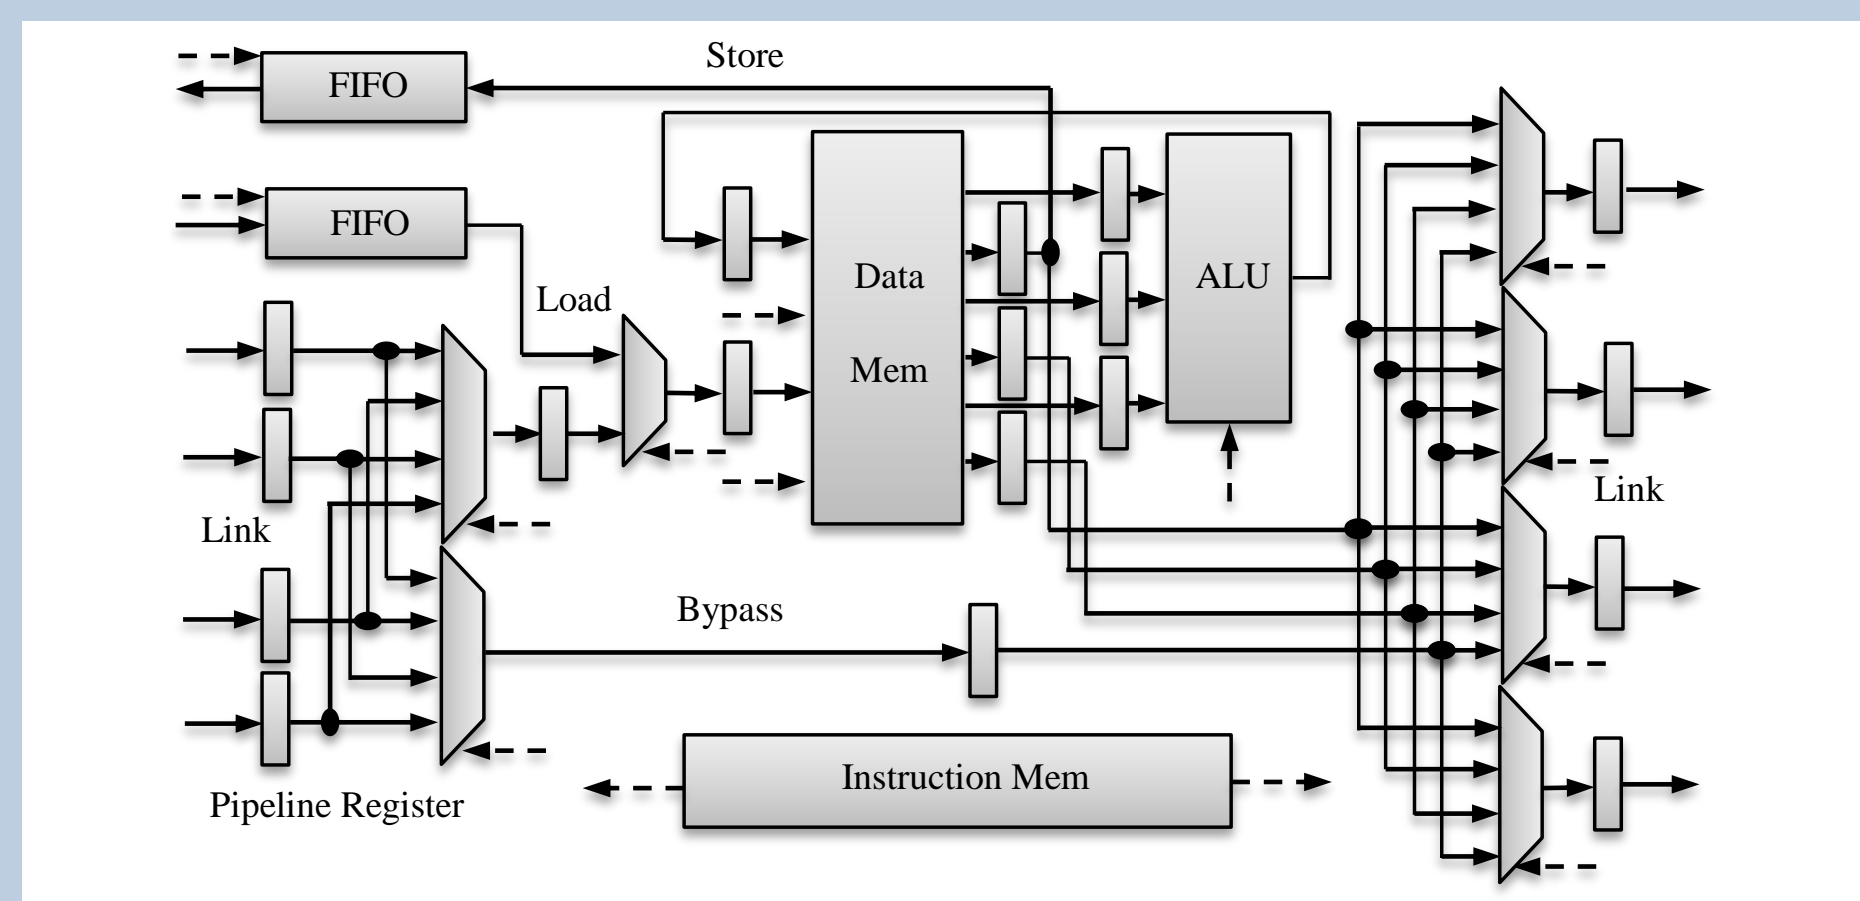 Store
FIFO
FIFO
Load
Data
Mem
ALU
Link
Link
Bypass
Instruction Mem
Pipeline Register